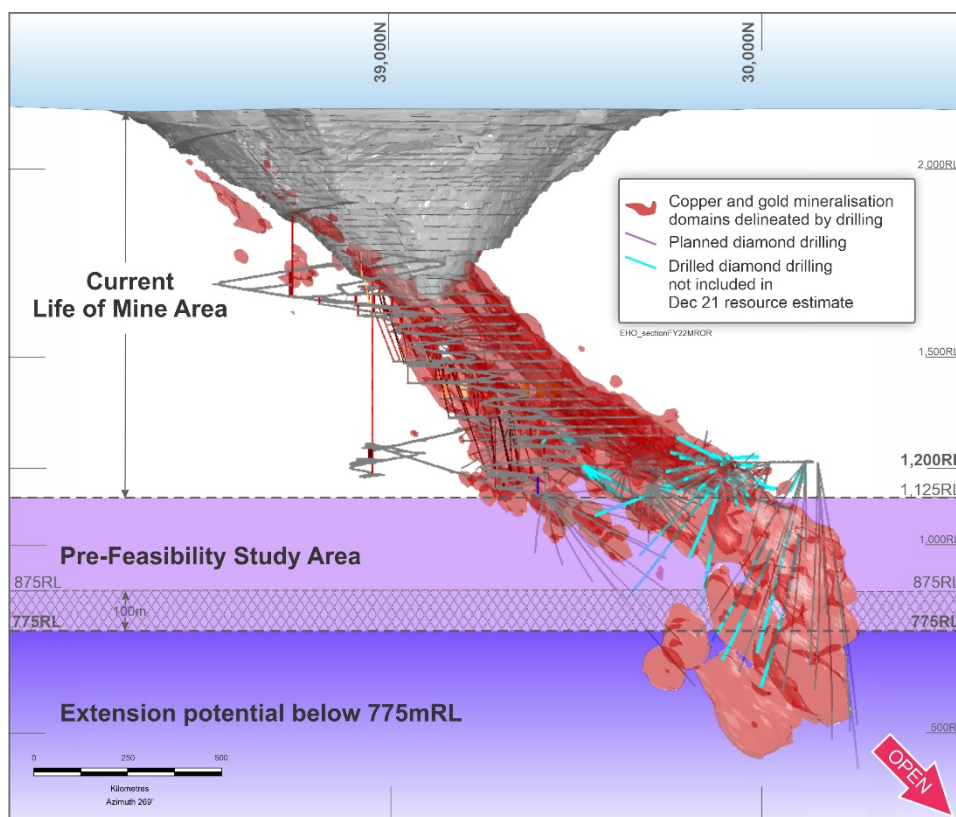 39,000N
30,000N
2,000RL
Copper and gold mineralisation
domains delineated by drilling
Planned diamond drilling
Drilled diamond drilling
not included in
Dec 21 resource estimate
EHO_sectionFY22MROR
Current
Life of Mine Area
1,500RL
1,200RL
1,125RL
Pre-Feasibility Study Area
1,000RL
875RL
875RL
100m
775RL
775RL
Extension potential below 775mRL
500RL
0
250
500
Kilometres
Azimuth 269°
OPEN